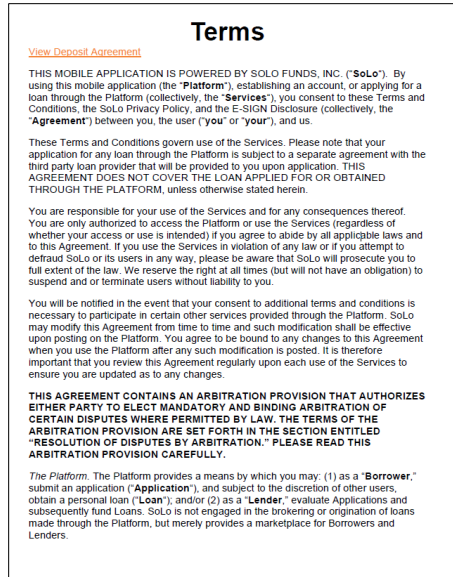 Terms
View Deposit Agreement
THIS MOBILE APPLICATION IS POWERED BY SOLO FUNDS, INC. ("SoLo"). By
using this mobile application (the "Platform"), establishing an account, or applying for a
loan through the Platform (collectively, the "Services"), you consent to these Terms and
Conditions, the SoLo Privacy Policy, and the E-SIGN Disclosure (collectively, the
"Agreement") between you, the user ("you" or "your"), and us.
These Terms and Conditions govern use of the Services. Please note that your
application for any loan through the Platform is subject to a separate agreement with the
third party loan provider that will be provided to you upon application. THIS
AGREEMENT DOES NOT COVER THE LOAN APPLIED FOR OR OBTAINED
THROUGH THE PLATFORM, unless otherwise stated herein.
You are responsible for your use of the Services and for any consequences thereof.
You are only authorized to access the Platform or use the Services (regardless of
whether your access or use is intended) if you agree to abide by all applicable laws and
to this Agreement. If you use the Services in violation of any law or if you attempt to
defraud SoLo or its users in any way, please be aware that SoLo will prosecute you to
full extent of the law. We reserve the right at all times (but will not have an obligation) to
suspend and or terminate users without liability to you.
You will be notified in the event that your consent to additional terms and conditions is
necessary to participate in certain other services provided through the Platform. SoLo
may modify this Agreement from time to time and such modification shall be effective
upon posting on the Platform. You agree to be bound to any changes to this Agreement
when you use the Platform after any such modification is posted. It is therefore
important that you review this Agreement regularly upon each use of the Services to
ensure you are updated as to any changes.
THIS AGREEMENT CONTAINS AN ARBITRATION PROVISION THAT AUTHORIZES
EITHER PARTY TO ELECT MANDATORY AND BINDING ARBITRATION OF
CERTAIN DISPUTES WHERE PERMITTED BY LAW. THE TERMS OF THE
ARBITRATION PROVISION ARE SET FORTH IN THE SECTION ENTITLED
"RESOLUTION OF DISPUTES BY ARBITRATION." PLEASE READ THIS
ARBITRATION PROVISION CAREFULLY.
The Platform. The Platform provides a means by which you may: (1) as a "Borrower,"
submit an application ("Application"), and subject to the discretion of other users,
obtain a personal loan ("Loan"); and/or (2) as a "Lender," evaluate Applications and
subsequently fund Loans. SoLo is not engaged in the brokering or origination of loans
made through the Platform, but merely provides a marketplace for Borrowers and
Lenders.